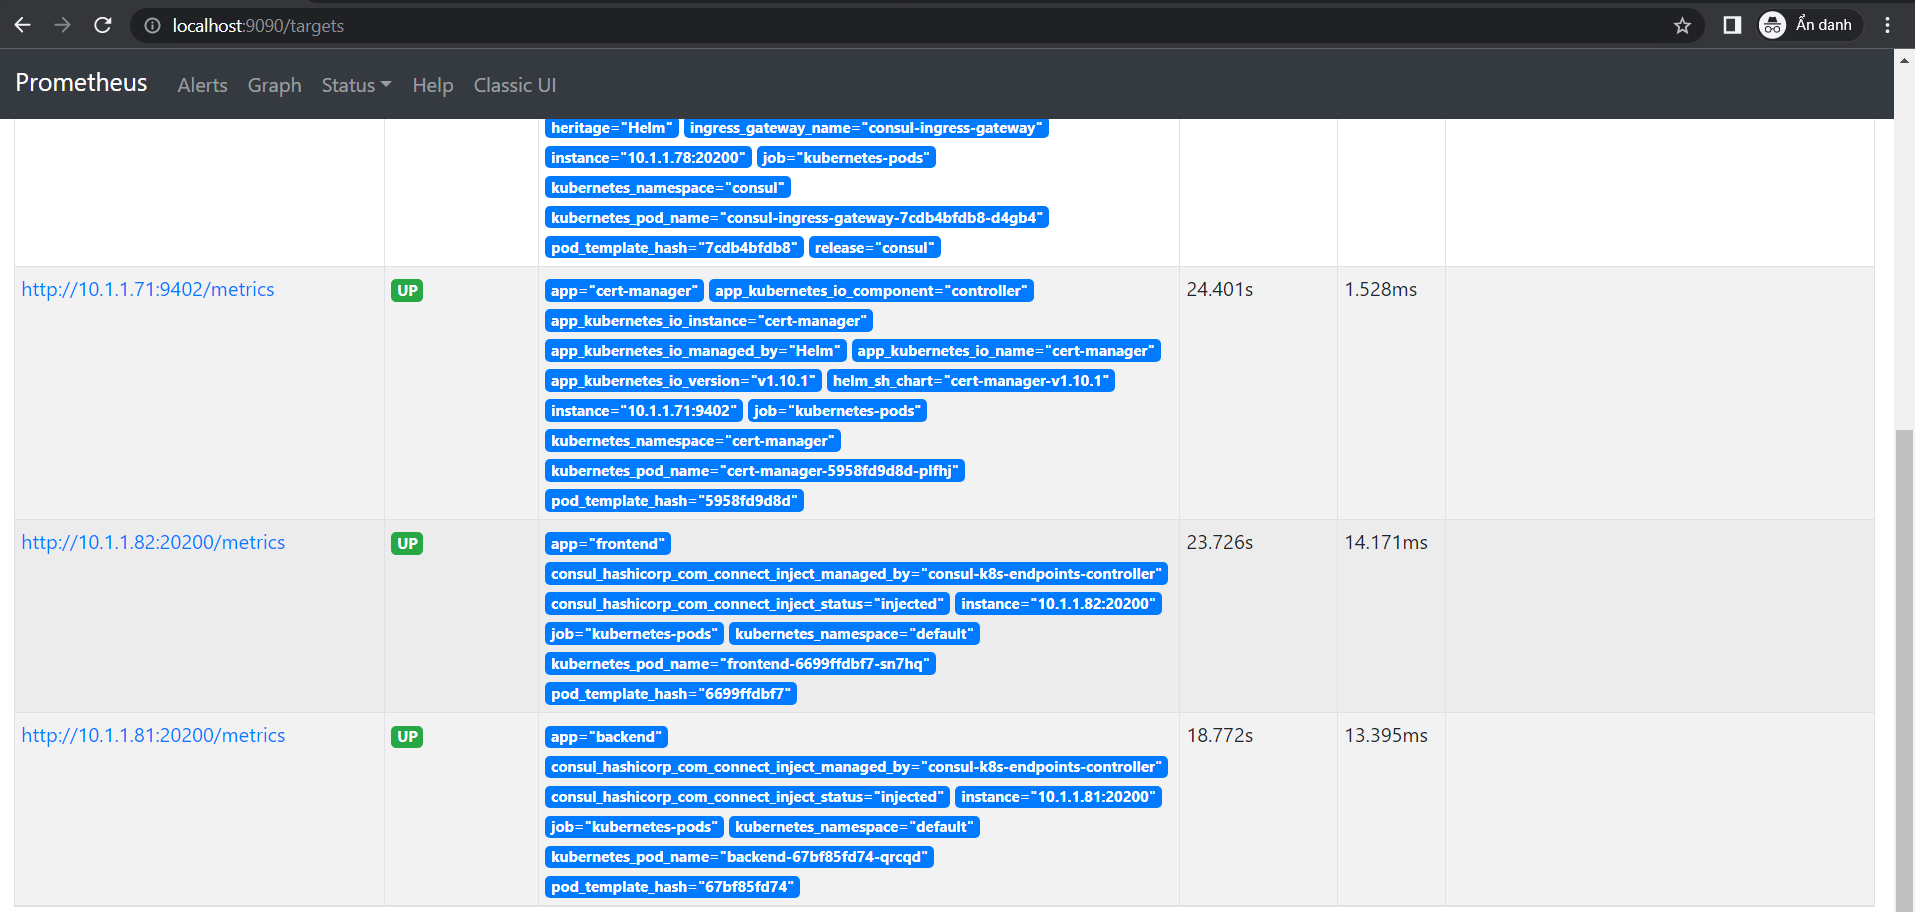 localhost:9090/targets
Ẩn danh
Prometheus Alerts Graph Status Help Classic UI
heritage="Helm" ingress_gateway_name="consul-ingress-gateway"
instance="10.1.1.78:20200" job="kubernetes-pods"
kubernetes_namespace="consul"
kubernetes_pod_name="consul-ingress-gateway-7cdb4bfdb8-d4gb4"
pod_template_hash="7cdb4bfdb8" release="consul"
http://10.1.1.71:9402/metrics UP app="cert-manager" app_kubernetes_io_component="controller" 24.401s 1.528ms
app_kubernetes_io_instance="cert-manager"
app_kubernetes_io_managed_by="Helm" app_kubernetes_io_name="cert-manager"
app_kubernetes_io_version="v1.10.1" helm_sh_chart="cert-manager-v1.10.1"
instance="10.1.1.71:9402" job="kubernetes-pods"
kubernetes_namespace="cert-manager"
kubernetes_pod_name="cert-manager-5958fd9d8d-plfhj"
pod_template_hash="5958fd9d8d"
http://10.1.1.82:20200/metrics UP app="frontend" 23.726s 14.171ms
consul_hashicorp_com_connect_inject_managed_by="consul-k8s-endpoints-controller"
consul_hashicorp_com_connect_inject_status="injected" instance="10.1.1.82:20200"
job="kubernetes-pods" kubernetes_namespace="default"
kubernetes_pod_name="frontend-6699ffdbf7-sn7hq"
pod_template_hash="6699ffdbf7"
http://10.1.1.81:20200/metrics UP app="backend" 18.772s 13.395ms
consul_hashicorp_com_connect_inject_managed_by="consul-k8s-endpoints-controller"
consul_hashicorp_com_connect_inject_status="injected" instance="10.1.1.81:20200"
job="kubernetes-pods" kubernetes_namespace="default"
kubernetes_pod_name="backend-67bf85fd74-qrcqd"
pod_template_hash="67bf85fd74"